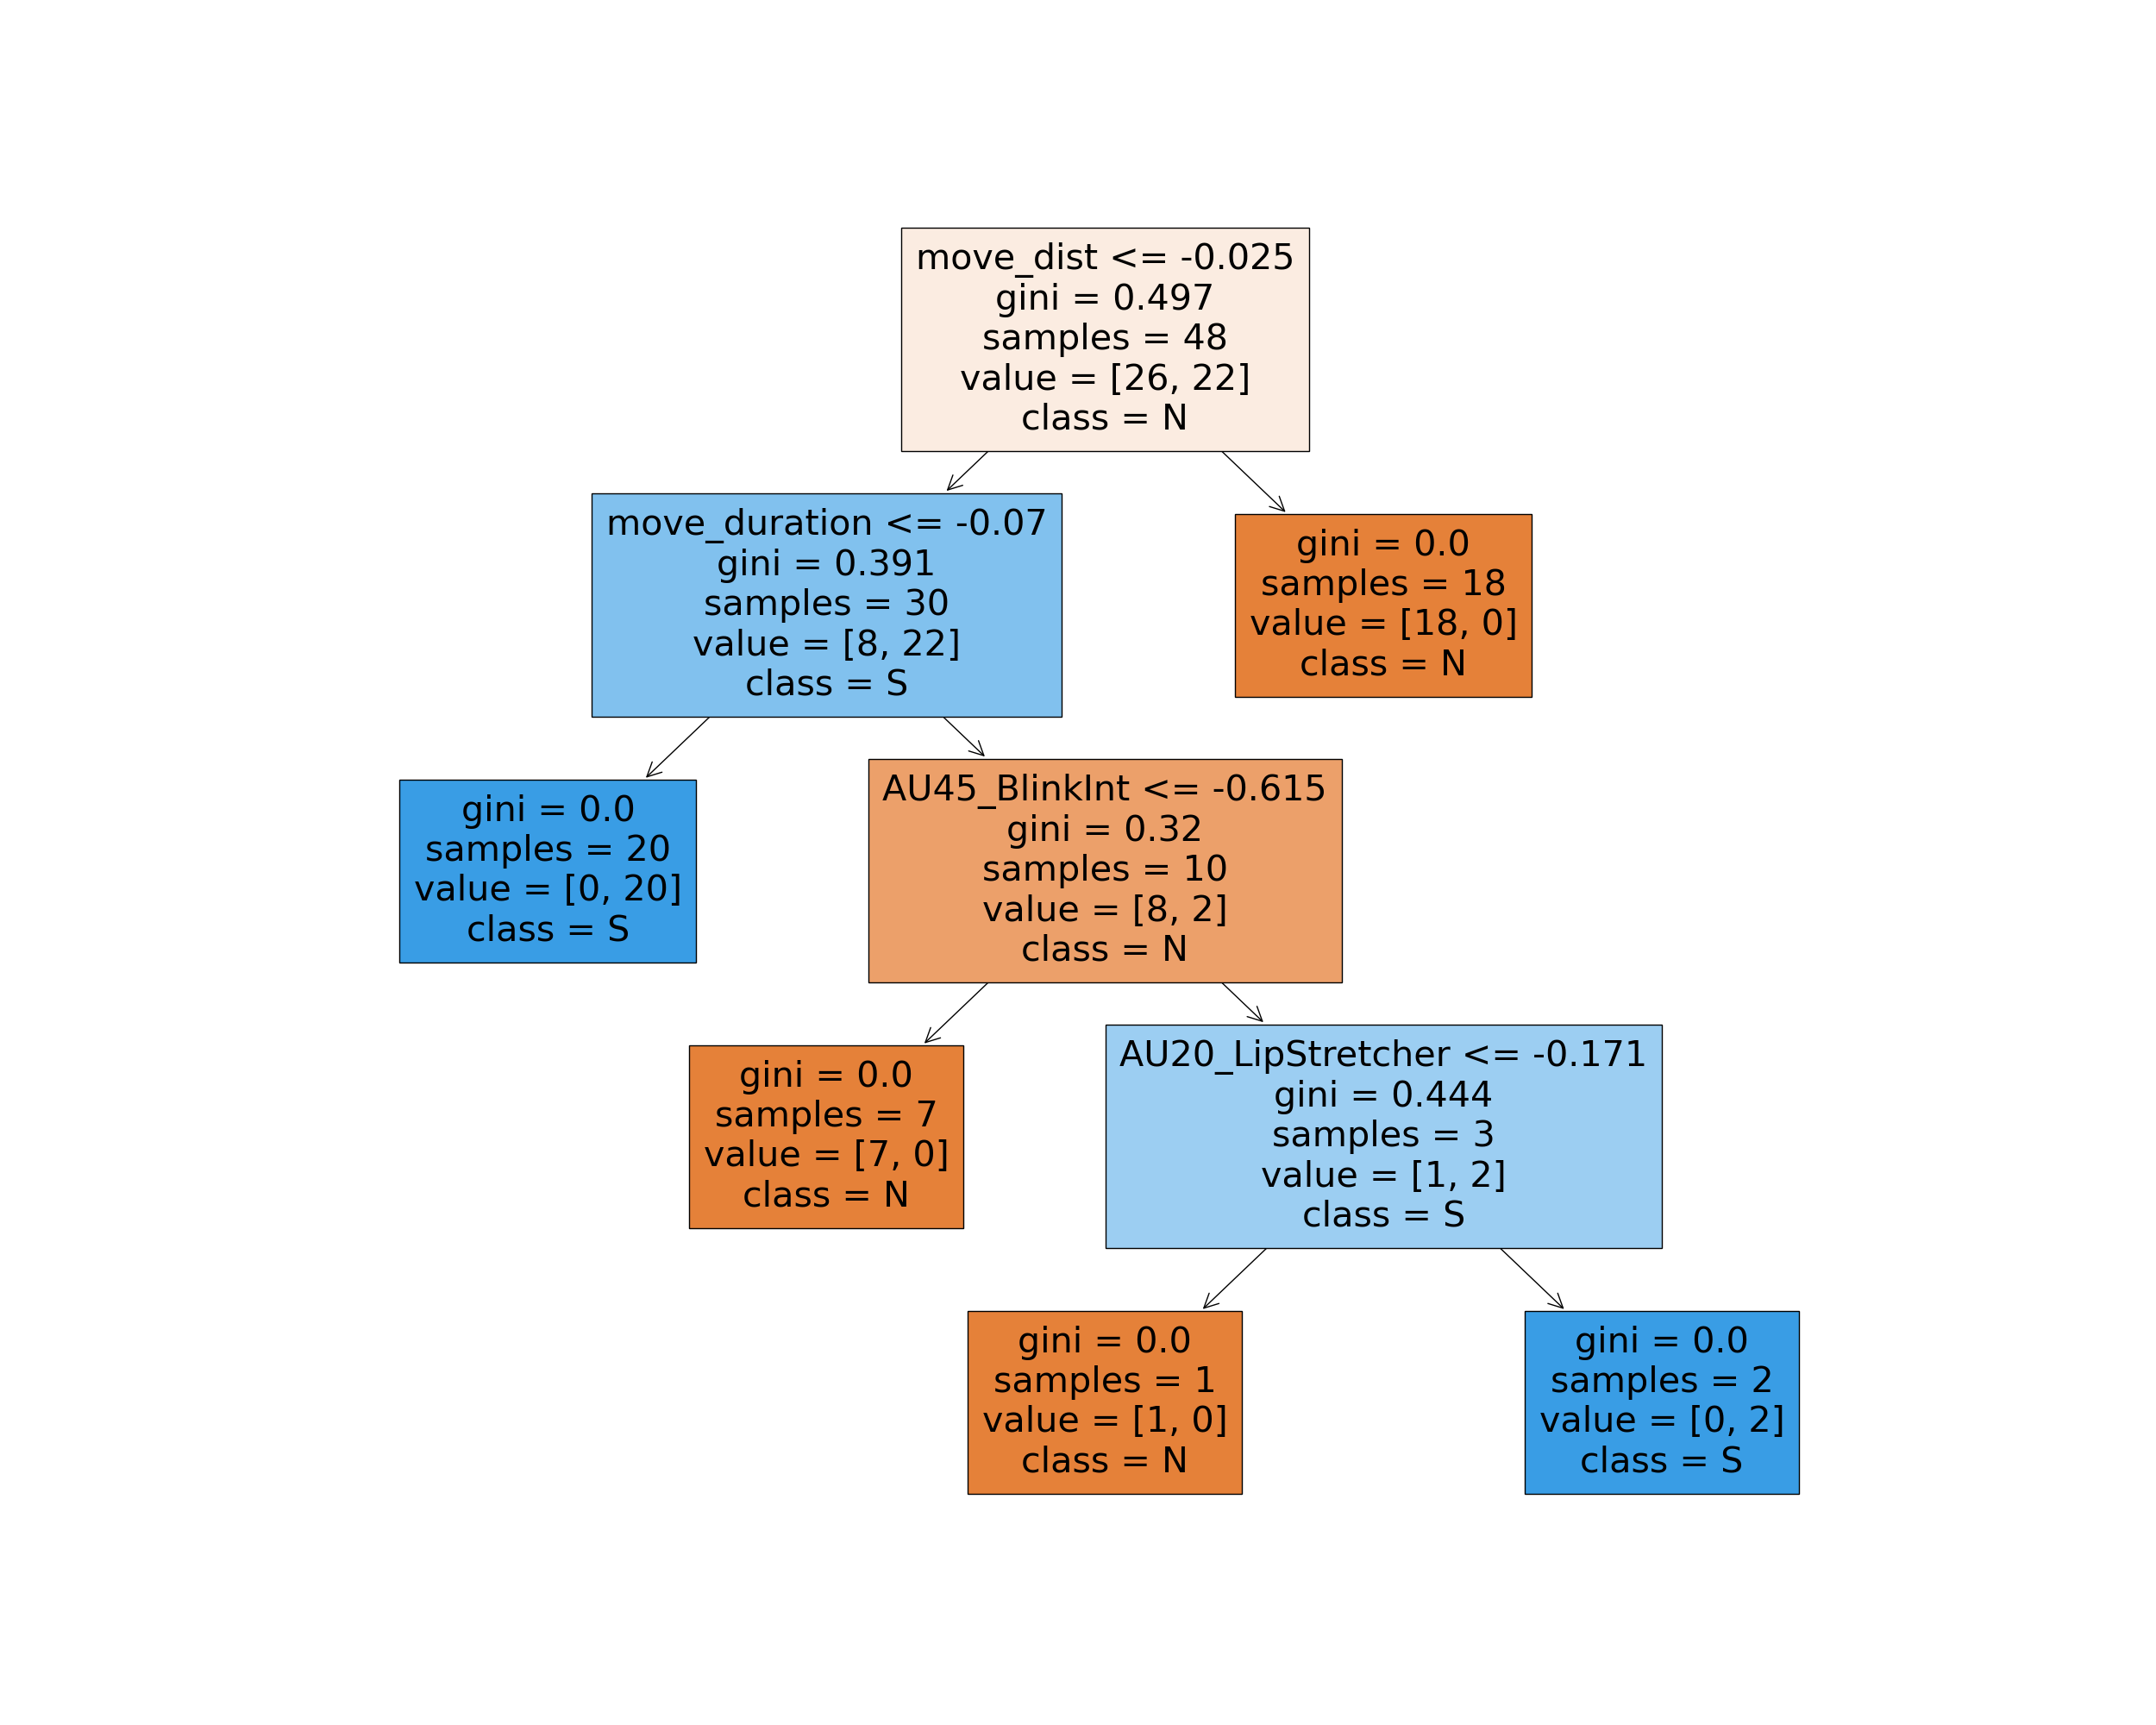 move_dist <= -0.025
gini = 0.497
samples = 48
value = [26, 22]
class = N
move_duration <= -0.07
gini = 0.391
samples = 30
value = [8, 22]
class = S
gini = 0.0
samples = 18
value = [18, 0]
class = N
gini = 0.0
samples = 20
value = [0, 20]
class = S
AU45_BlinkInt <= -0.615
gini = 0.32
samples = 10
value = [8, 2]
class = N
gini = 0.0
samples = 7
value = [7, 0]
class = N
AU20_LipStretcher <= -0.171
gini = 0.444
samples = 3
value = [1, 2]
class = S
gini = 0.0
samples = 1
value = [1, 0]
class = N
gini = 0.0
samples = 2
value = [0, 2]
class = S